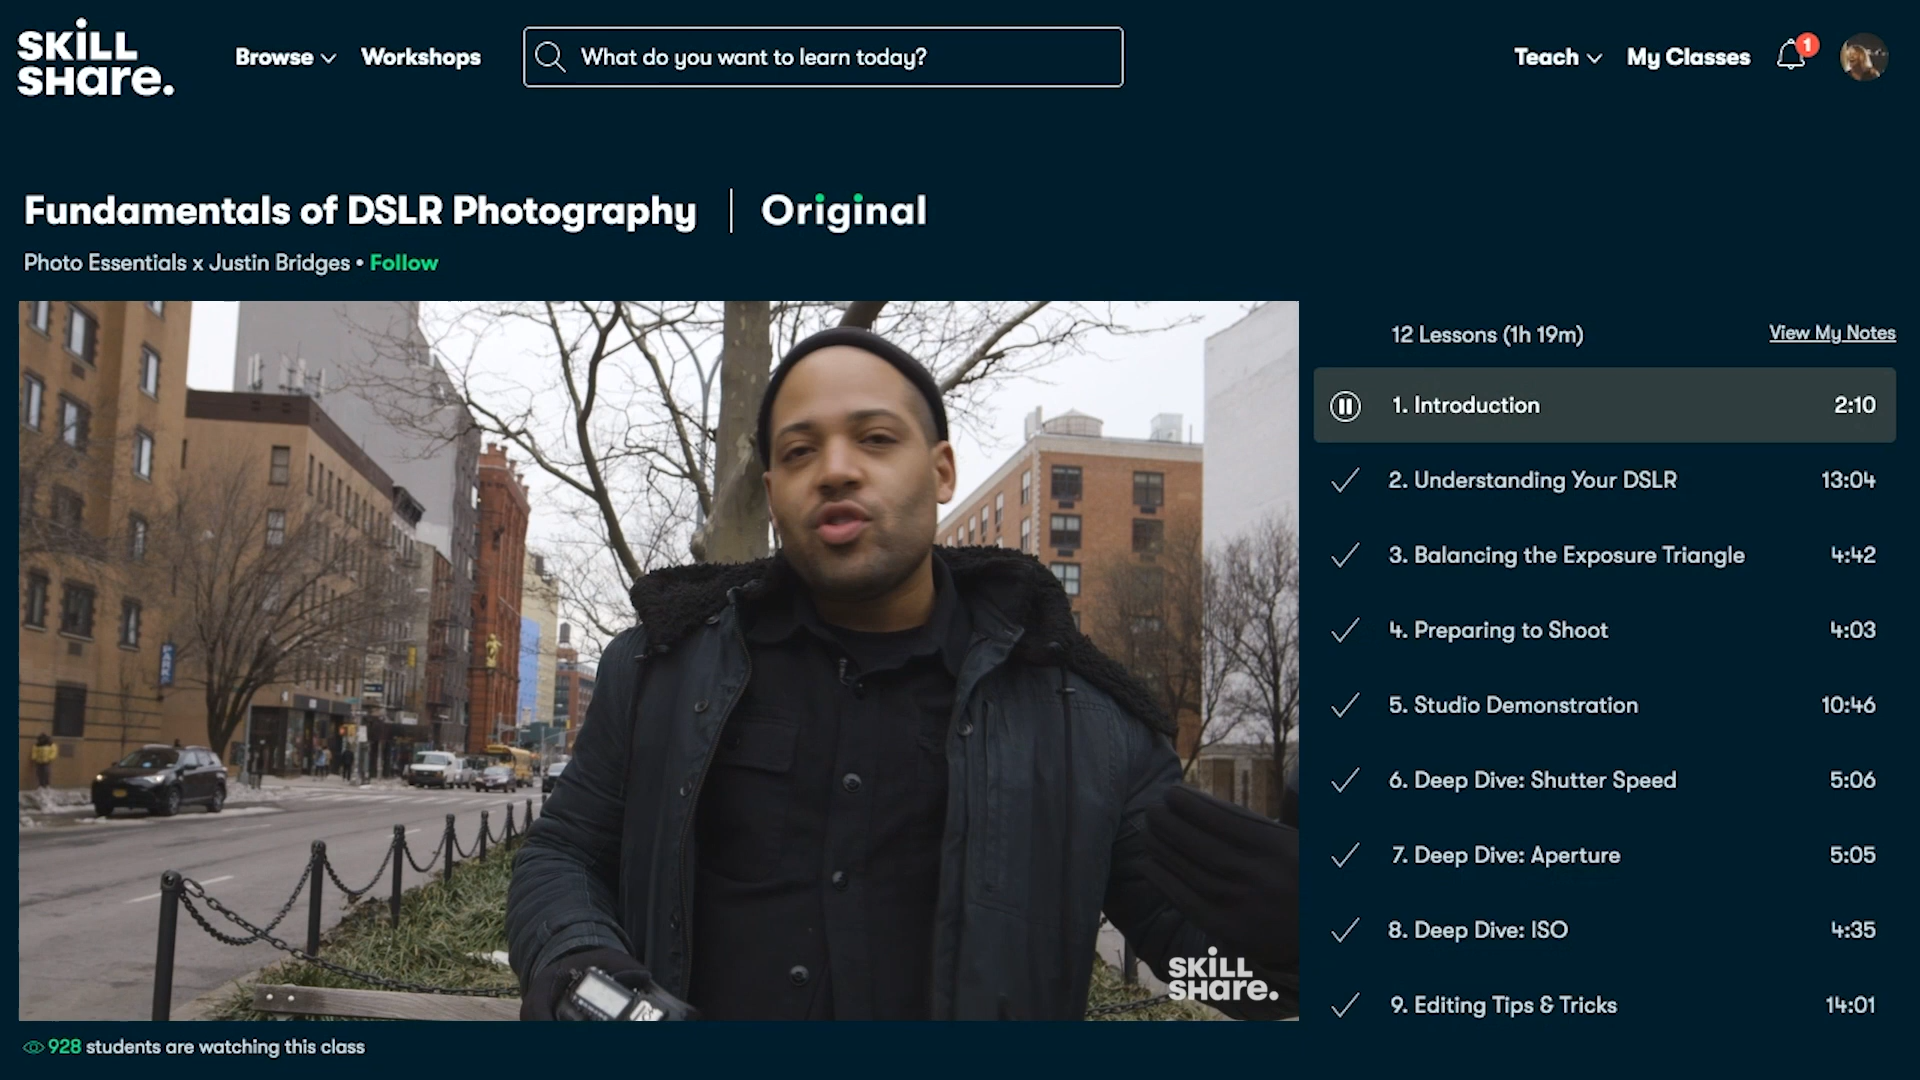 SKILL SHARE.
Browse
Workshops
What do you want to learn today?
Teach
My Classes
1
Fundamentals of DSLR Photography
Original
Photo Essentials x Justin Bridges • Follow
12 Lessons (1h 19m)
View My Notes
1. Introduction 2:10
2. Understanding Your DSLR 13:04
3. Balancing the Exposure Triangle 4:42
4. Preparing to Shoot 4:03
5. Studio Demonstration 10:46
6. Deep Dive: Shutter Speed 5:06
7. Deep Dive: Aperture 5:05
8. Deep Dive: ISO 4:35
9. Editing Tips & Tricks 14:01
PARK
SKILL SHARE.
928 students are watching this class